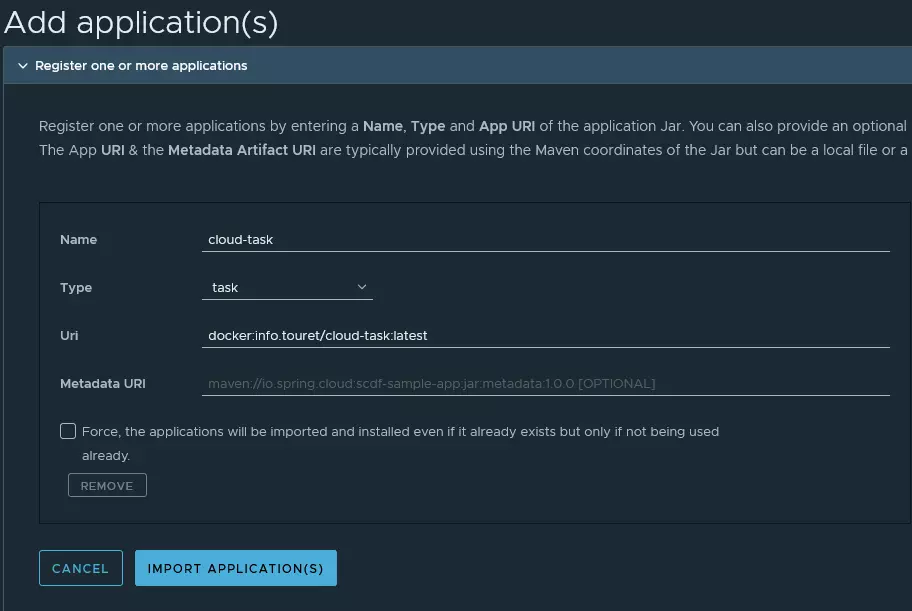 Add application(s)
Register one or more applications
Register one or more applications by entering a Name, Type and App URI of the application Jar. You can also provide an optional
The App URI & the Metadata Artifact URI are typically provided using the Maven coordinates of the Jar but can be a local file or a
Name cloud-task
Type task
Uri docker:info.touret/cloud-task:latest
Metadata URI maven://io.spring.cloud:scdf-sample-app:jar:metadata:1.0.0 [OPTIONAL]
Force, the applications will be imported and installed even if it already exists but only if not being used
already.
REMOVE
CANCEL IMPORT APPLICATION(S)